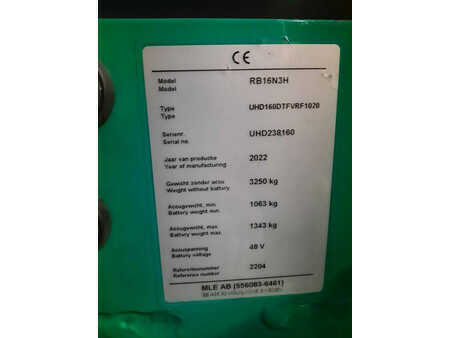 CE
Model RB16N3H
Model
Type UHD160DTFVRF1020
Type
Serienr. UHD238160
Serial no.
Jaar van productie 2022
Year of manufacturing
Gewicht zonder accu 3250 kg
Weight without battery
Accugewicht, min 1063 kg
Battery weight min.
Accugewicht, max 1343 kg
Battery weight max.
Accuspanning 48 V
Battery voltage
Referentienummer 2204
Reference number
MLE AB (556083-6461)